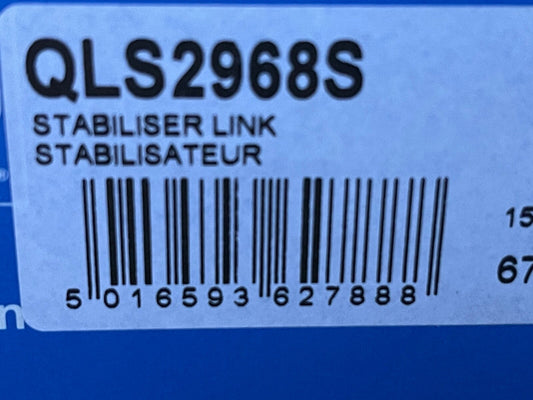 QLS2968S
STABILISER LINK
STABILISATEUR
15
67
5 016593 627888
n